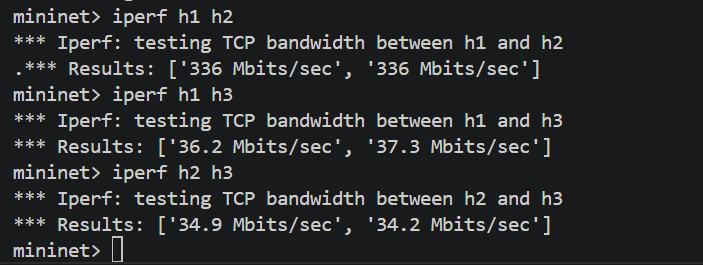 mininet> iperf h1 h2
*** Iperf: testing TCP bandwidth between h1 and h2
.*** Results: ['336 Mbits/sec', '336 Mbits/sec']
mininet> iperf h1 h3
*** Iperf: testing TCP bandwidth between h1 and h3
*** Results: ['36.2 Mbits/sec', '37.3 Mbits/sec']
mininet> iperf h2 h3
*** Iperf: testing TCP bandwidth between h2 and h3
*** Results: ['34.9 Mbits/sec', '34.2 Mbits/sec']
mininet>